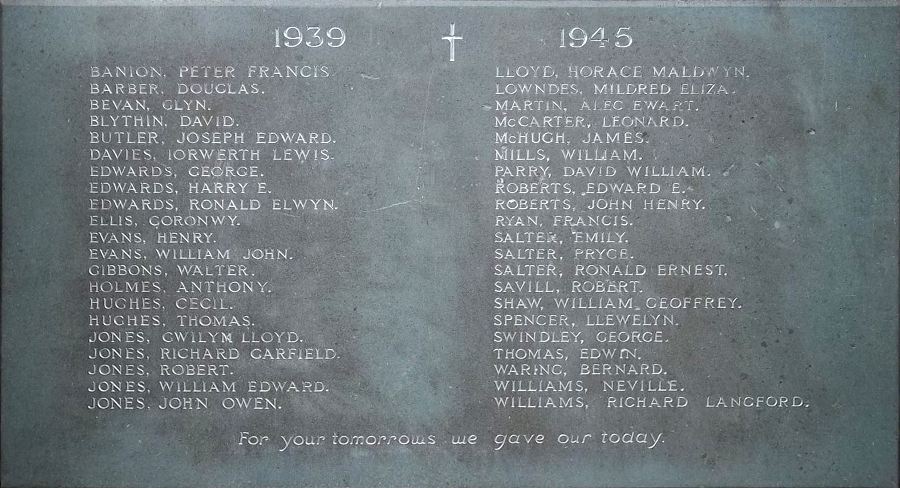 1939 † 1945
BANION, PETER FRANCIS
BARBER, DOUGLAS.
BEVAN, GLYN.
BLYTHIN, DAVID.
BUTLER, JOSEPH EDWARD.
DAVIES, IORWERTH LEWIS.
EDWARDS, GEORGE.
EDWARDS, HARRY E.
EDWARDS, RONALD ELWYN.
ELLIS, GORONWY.
EVANS, HENRY.
EVANS, WILLIAM JOHN.
GIBBONS, WALTER.
HOLMES, ANTHONY.
HUGHES, CECIL.
HUGHES, THOMAS.
JONES, GWILYM LLOYD.
JONES, RICHARD GARFIELD.
JONES, ROBERT.
JONES, WILLIAM EDWARD.
JONES, JOHN OWEN.
LLOYD, HORACE MALDWYN.
LOWNDES, MILDRED ELIZA.
MARTIN, ALEC EWART.
McCARTER, LEONARD.
McHUGH, JAMES.
MILLS, WILLIAM.
PARRY, DAVID WILLIAM.
ROBERTS, EDWARD E.
ROBERTS, JOHN HENRY.
RYAN, FRANCIS.
SALTER, EMILY.
SALTER, PRYCE.
SALTER, RONALD ERNEST.
SAVILL, ROBERT.
SHAW, WILLIAM GEOFFREY.
SPENCER, LLEWELYN.
SWINDLEY, GEORGE.
THOMAS, EDWIN.
WARING, BERNARD.
WILLIAMS, NEVILLE.
WILLIAMS, RICHARD LANGFORD.
For your tomorrows we gave our today.